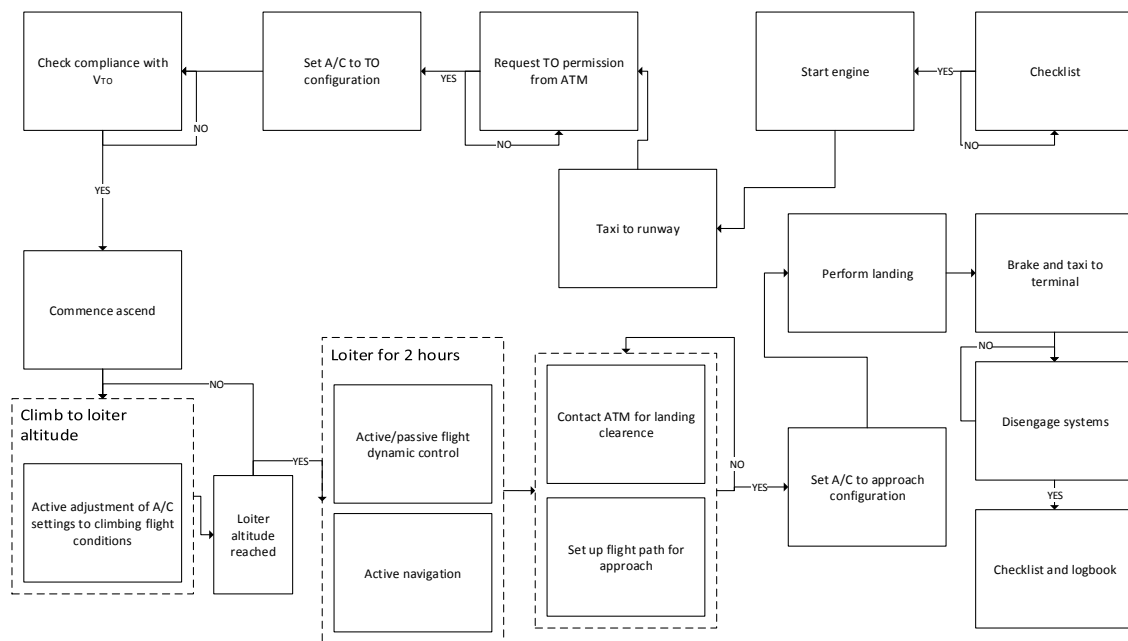 Check compliance with
VTO
Set A/C to TO
configuration
Request TO permission
from ATM
Start engine
Checklist
YES
YES
NO
NO
NO
YES
Taxi to runway
Perform landing
Brake and taxi to
terminal
Commence ascend
NO
Loiter for 2 hours
NO
Contact ATM for landing
clearence
Climb to loiter
altitude
Active/passive flight
dynamic control
Disengage systems
YES
NO
YES
Set A/C to approach
configuration
YES
Active adjustment of A/C
settings to climbing flight
conditions
Loiter
altitude
reached
Active navigation
Set up flight path for
approach
Checklist and logbook